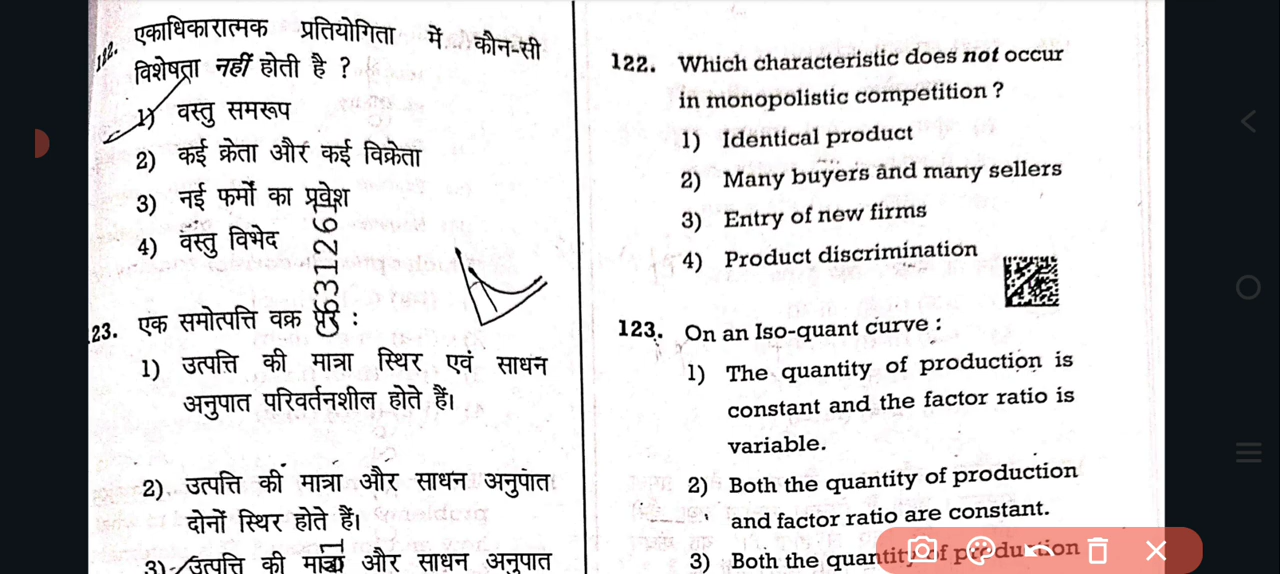 122.
एकाधिकारात्मक प्रतियोगिता में कौन-सी
विशेषता नहीं होती है ?
1) वस्तु समरूप
2) कई क्रेता और कई विक्रेता
3) नई फर्मों का प्रवेश
4) वस्तु विभेद
23. एक समोत्पत्ति वक्र पर :
1) उत्पत्ति की मात्रा स्थिर एवं साधन
अनुपात परिवर्तनशील होते हैं।
2) उत्पत्ति की मात्रा और साधन अनुपात
दोनों स्थिर होते हैं।
3) उत्पत्ति की मात्रा और साधन अनुपात
122. Which characteristic does not occur
in monopolistic competition ?
1) Identical product
2) Many buyers and many sellers
3) Entry of new firms
4) Product discrimination
123. On an Iso-quant curve :
1) The quantity of production is
constant and the factor ratio is
variable.
2) Both the quantity of production
and factor ratio are constant.
3) Both the quantity of production